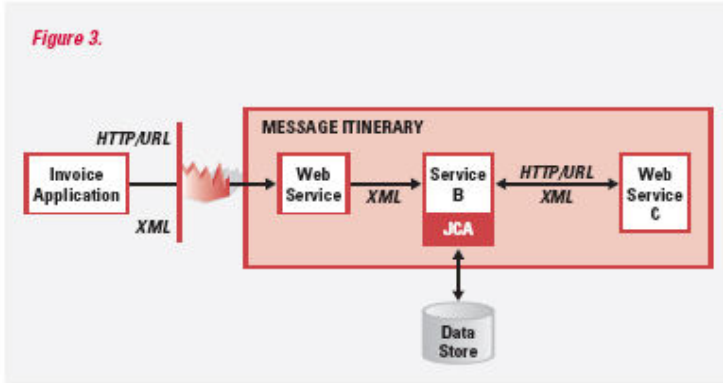 Figure 3.
MESSAGE ITINERARY
HTTP/URL
Invoice
Application
XML
Web
Service
XML
Service
B
JCA
HTTP/URL
XML
Web
Service
C
Data
Store